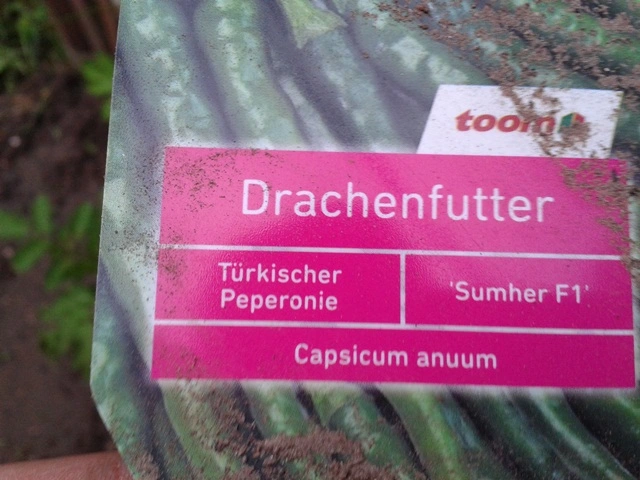 toom
Drachenfutter
Türkischer
Peperonie
'Sumher F1'
Capsicum anuum